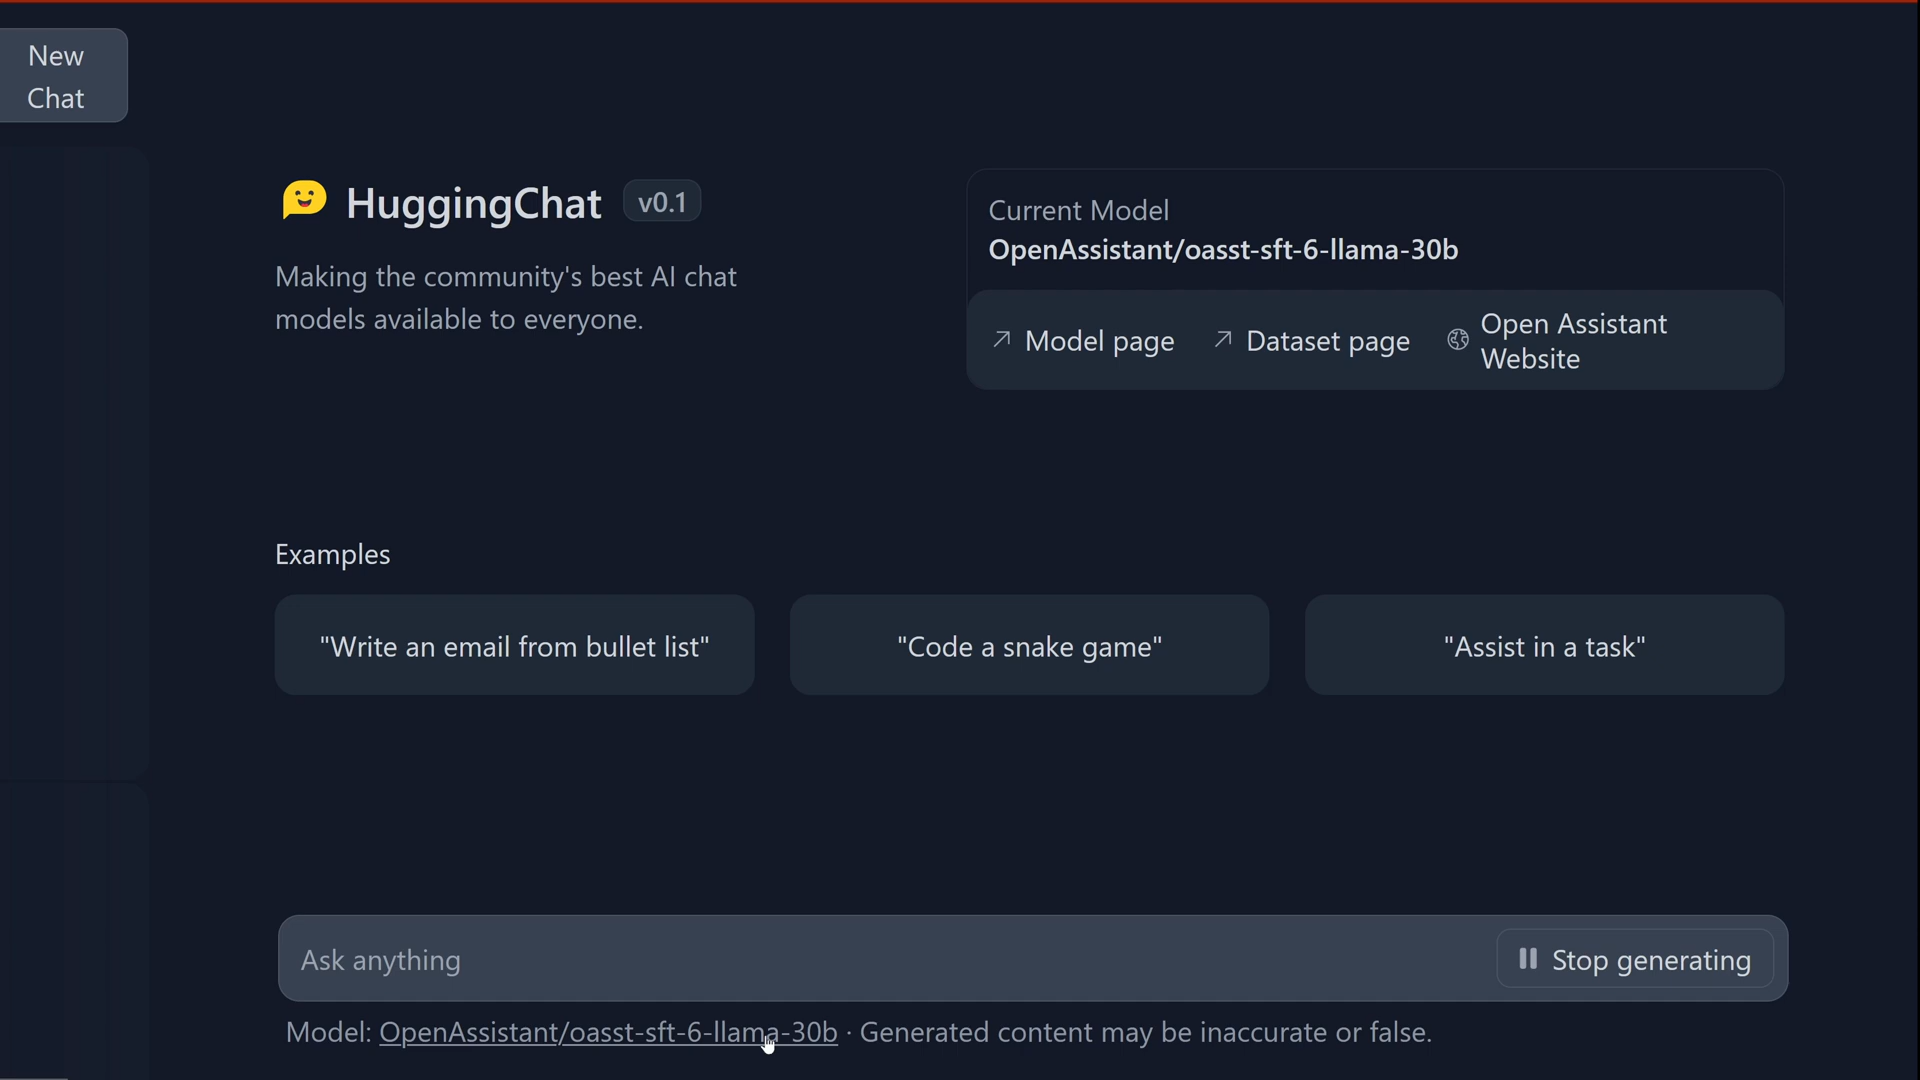 New
Chat
HuggingChat v0.1
Making the community's best AI chat
models available to everyone.
Current Model
OpenAssistant/oasst-sft-6-llama-30b
Model page
Dataset page
Open Assistant
Website
Examples
"Write an email from bullet list"
"Code a snake game"
"Assist in a task"
Ask anything
Stop generating
Model: OpenAssistant/oasst-sft-6-llama-30b · Generated content may be inaccurate or false.